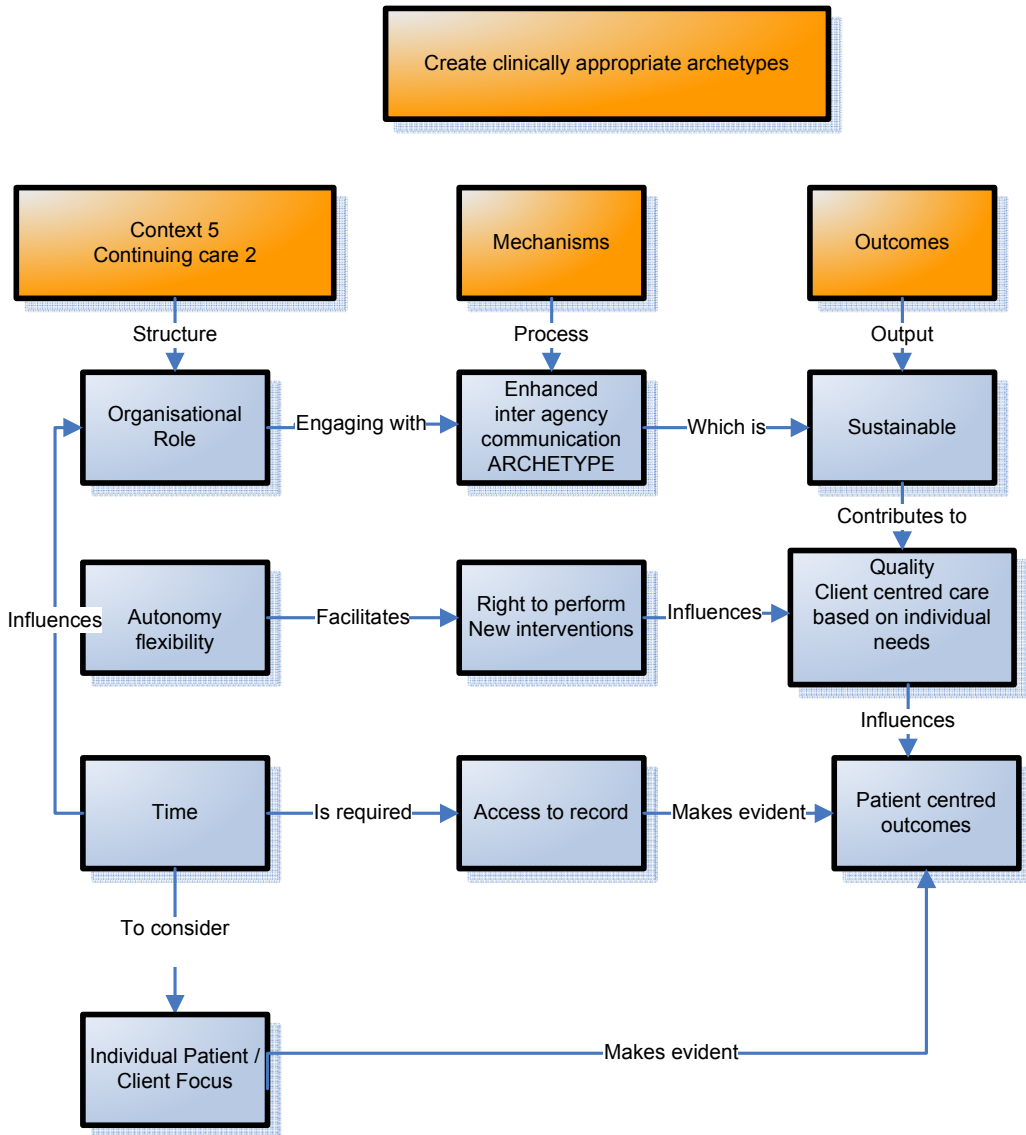 Create clinically appropriate archetypes
Context 5
Continuing care 2
Mechanisms
Outcomes
Structure
Process
Output
Organisational
Role
Engaging with
Enhanced
inter agency
communication
ARCHETYPE
Which is
Sustainable
Contributes to
Influences
Autonomy
flexibility
Facilitates
Right to perform
New interventions
Influences
Quality
Client centred care
based on individual
needs
Influences
Time
Is required
Access to record
Makes evident
Patient centred
outcomes
To consider
Individual Patient /
Client Focus
Makes evident